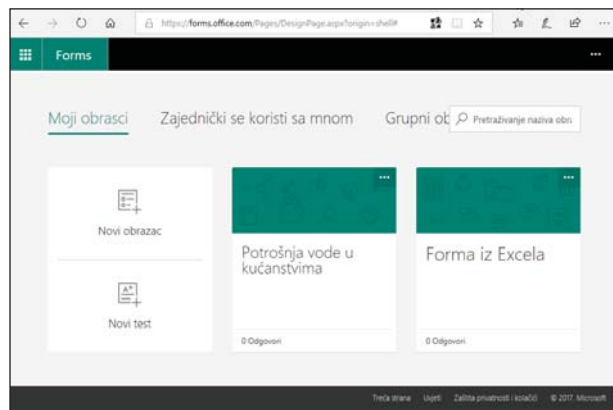 https://forms.office.com/Pages/DesignPage.aspx?origin=shell#
Forms
Moji obrasci
Zajednički se koristi sa mnom
Grupni ob
Pretraživanje naziva obra
Novi obrazac
Novi test
Potrošnja vode u
kućanstvima
0 Odgovori
Forma iz Excela
0 Odgovori
Treća strana Uvjeti Zaštita privatnosti i kolačići © 2017. Microsoft